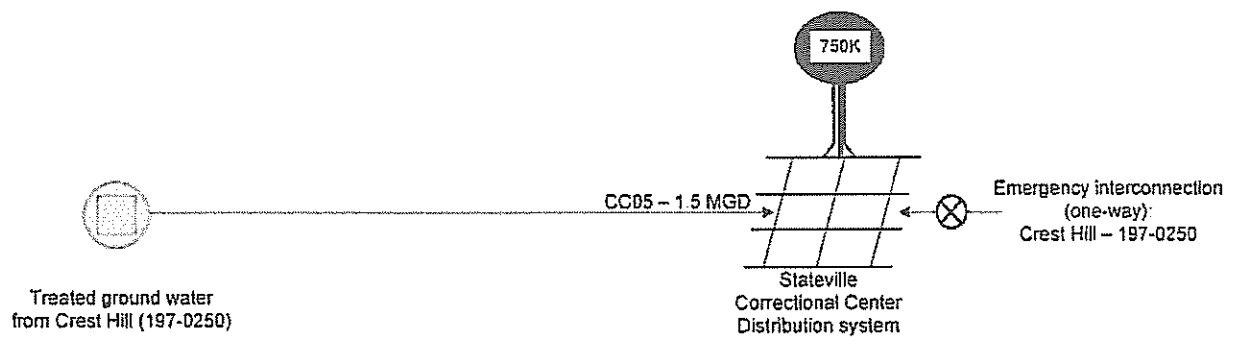 750K
CC05 – 1.5 MGD
Emergency interconnection
(one-way):
Crest Hill – 197-0250
Treated ground water
from Crest Hill (197-0250)
Stateville
Correctional Center
Distribution system